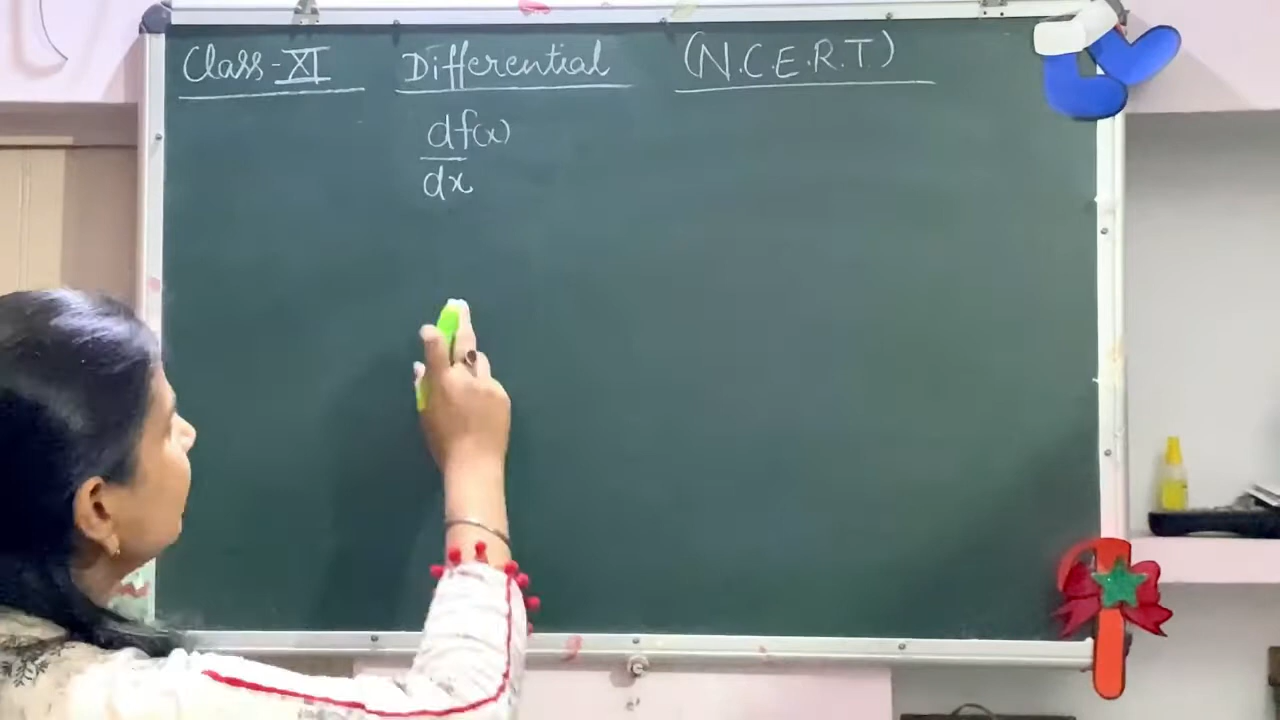 Class-XI Differential (N.C.E.R.T.)
df(x)
dx